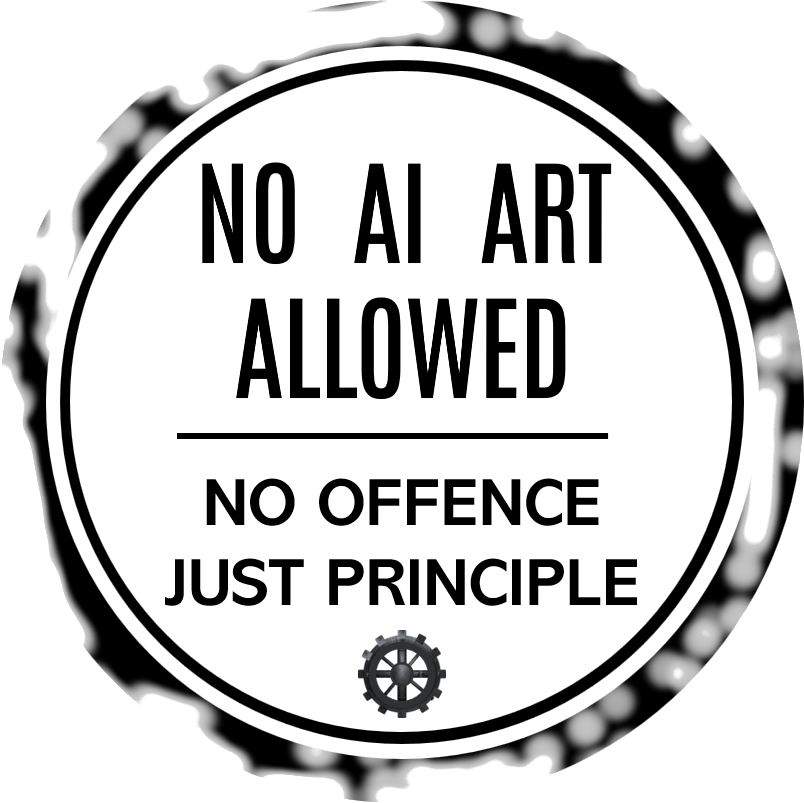 NO AI ART
ALLOWED
NO OFFENCE
JUST PRINCIPLE